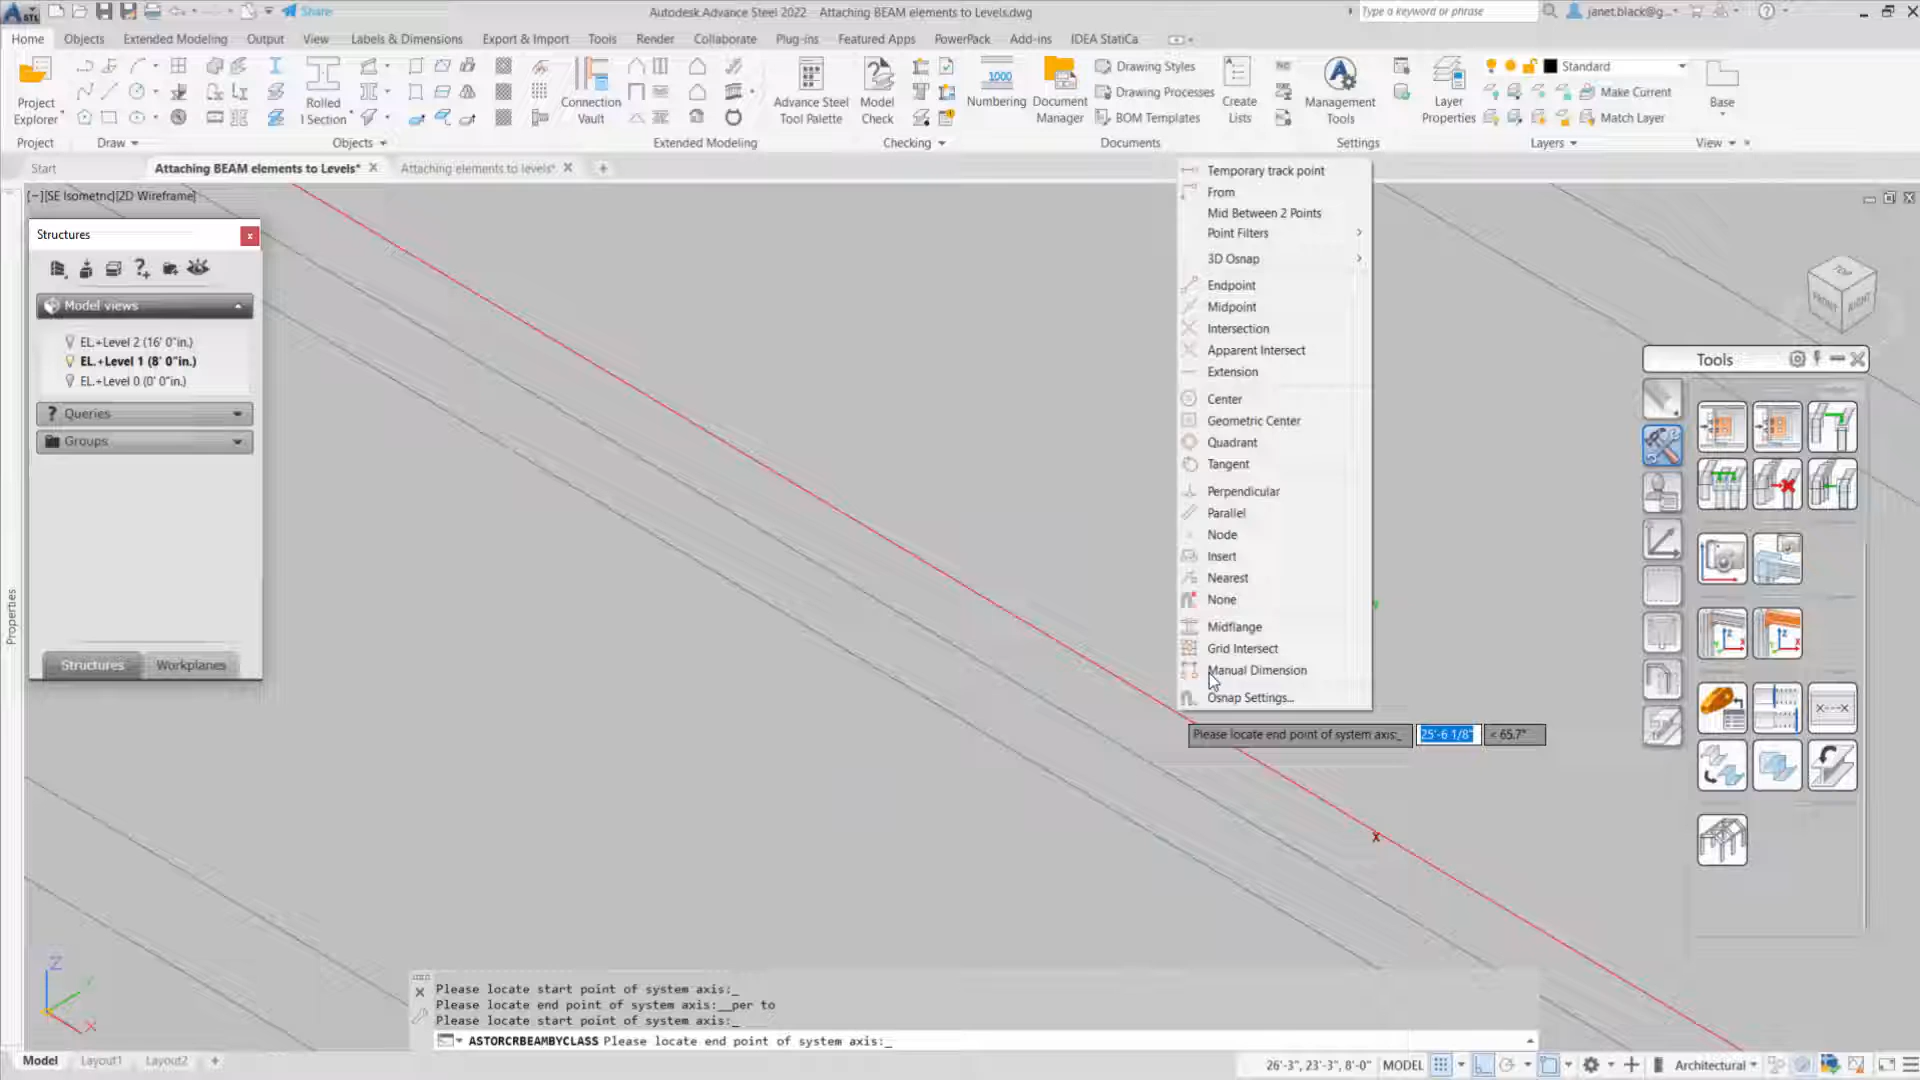 STL
Share
Autodesk Advance Steel 2022
Attaching BEAM elements to Levels.dwg
Type a keyword or phrase
janet.black@g...
Home
Objects
Extended Modeling
Output
View
Labels & Dimensions
Export & Import
Tools
Render
Collaborate
Plug-ins
Featured Apps
PowerPack
Add-ins
IDEA StatiCa
Project
Explorer
Rolled
I Section
Connection
Vault
Advance Steel
Tool Palette
Model
Check
1000
Numbering
Document
Manager
Drawing Styles
Drawing Processes
BOM Templates
Create
Lists
Management
Tools
Layer
Properties
Standard
Make Current
Match Layer
Base
Project
Draw
Objects
Extended Modeling
Checking
Documents
Settings
Layers
View
Start
Attaching BEAM elements to Levels*
Attaching elements to levels*
[−][SE Isometric][2D Wireframe]
Structures
Model views
EL.+Level 2 (16' 0"in.)
EL.+Level 1 (8' 0"in.)
EL.+Level 0 (0' 0"in.)
Queries
Groups
Structures
Workplanes
Properties
Temporary track point
From
Mid Between 2 Points
Point Filters
3D Osnap
Endpoint
Midpoint
Intersection
Apparent Intersect
Extension
Center
Geometric Center
Quadrant
Tangent
Perpendicular
Parallel
Node
Insert
Nearest
None
Midflange
Grid Intersect
Manual Dimension
Osnap Settings...
Please locate end point of system axis:_
25'-6 1/8"
< 65.7°
TOP
FRONT
RIGHT
Tools
X
Z
Y
X
Please locate start point of system axis:_
Please locate end point of system axis:__per to
Please locate start point of system axis:_
ASTORCRBEAMBYCLASS Please locate end point of system axis:_
Model
Layout1
Layout2
26'-3", 23'-3", 8'-0"
MODEL
Architectural